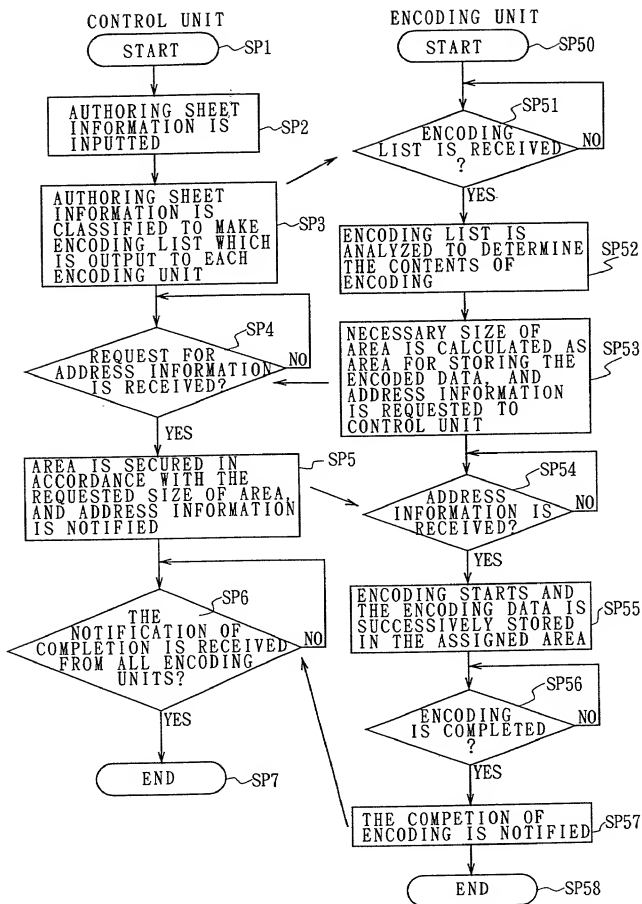 CONTROL UNIT
START
SP1
AUTHORING SHEET
INFORMATION IS
INPUTTED
SP2
AUTHORING SHEET
INFORMATION IS
CLASSIFIED TO MAKE
ENCODING LIST WHICH
IS OUTPUT TO EACH
ENCODING UNIT
SP3
SP4
REQUEST FOR
ADDRESS INFORMATION
IS RECEIVED?
NO
YES
AREA IS SECURED IN
ACCORDANCE WITH THE
REQUESTED SIZE OF AREA,
AND ADDRESS INFORMATION
IS NOTIFIED
SP5
SP6
THE
NOTIFICATION OF
COMPLETION IS RECEIVED
FROM ALL ENCODING
UNITS?
NO
YES
END
SP7
ENCODING UNIT
START
SP50
SP51
ENCODING
LIST IS RECEIVED
?
NO
YES
ENCODING LIST IS
ANALYZED TO DETERMINE
THE CONTENTS OF
ENCODING
SP52
NECESSARY SIZE OF
AREA IS CALCULATED AS
AREA FOR STORING THE
ENCODED DATA, AND
ADDRESS INFORMATION
IS REQUESTED TO
CONTROL UNIT
SP53
SP54
ADDRESS
INFORMATION IS
RECEIVED?
NO
YES
ENCODING STARTS AND
THE ENCODING DATA IS
SUCCESSIVELY STORED
IN THE ASSIGNED AREA
SP55
SP56
ENCODING
IS COMPLETED
?
NO
YES
THE COMPETION OF
ENCODING IS NOTIFIED
SP57
END
SP58